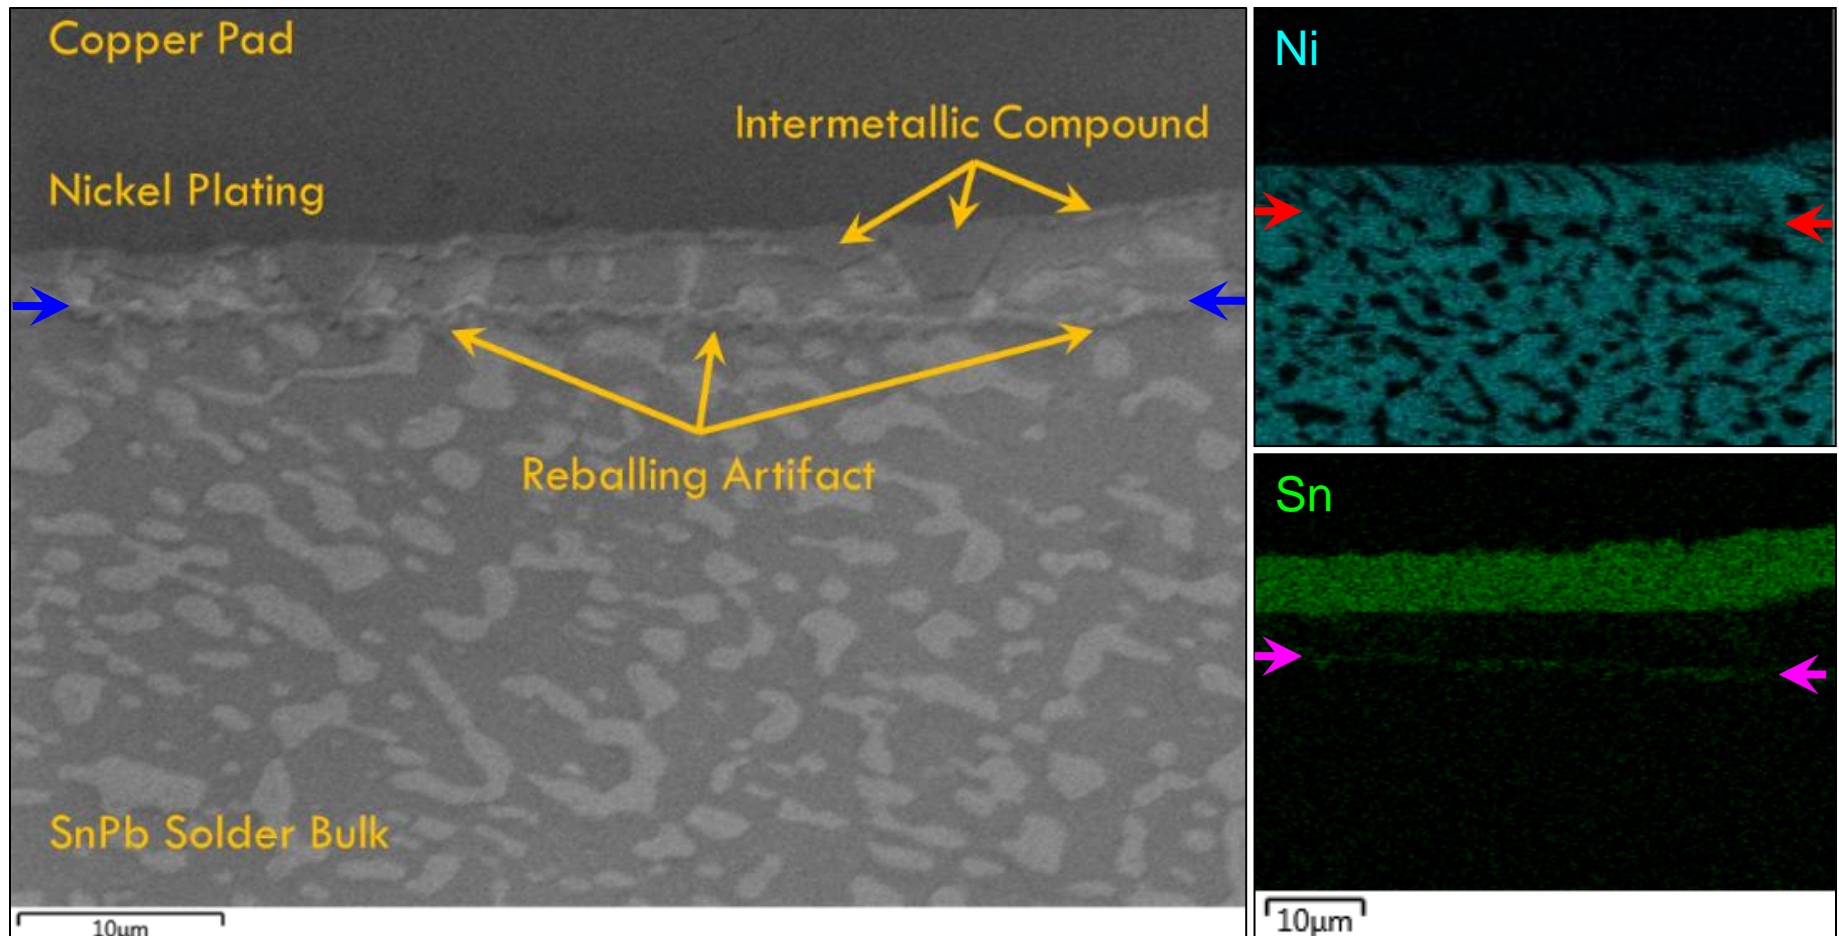 Copper Pad
Intermetallic Compound
Nickel Plating
Reballing Artifact
SnPb Solder Bulk
10μm
Ni
Sn
10μm